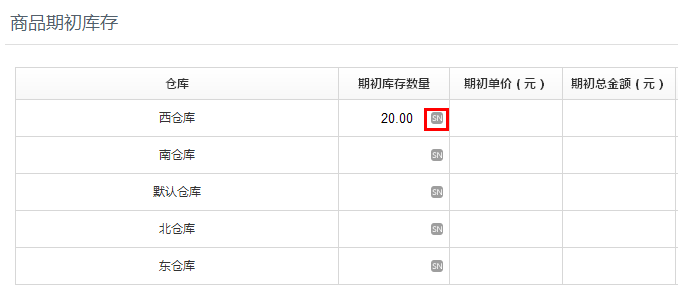 商品期初库存
仓库 期初库存数量 期初单价（元） 期初总金额（元）
西仓库 20.00 SN
南仓库 SN
默认仓库 SN
北仓库 SN
东仓库 SN